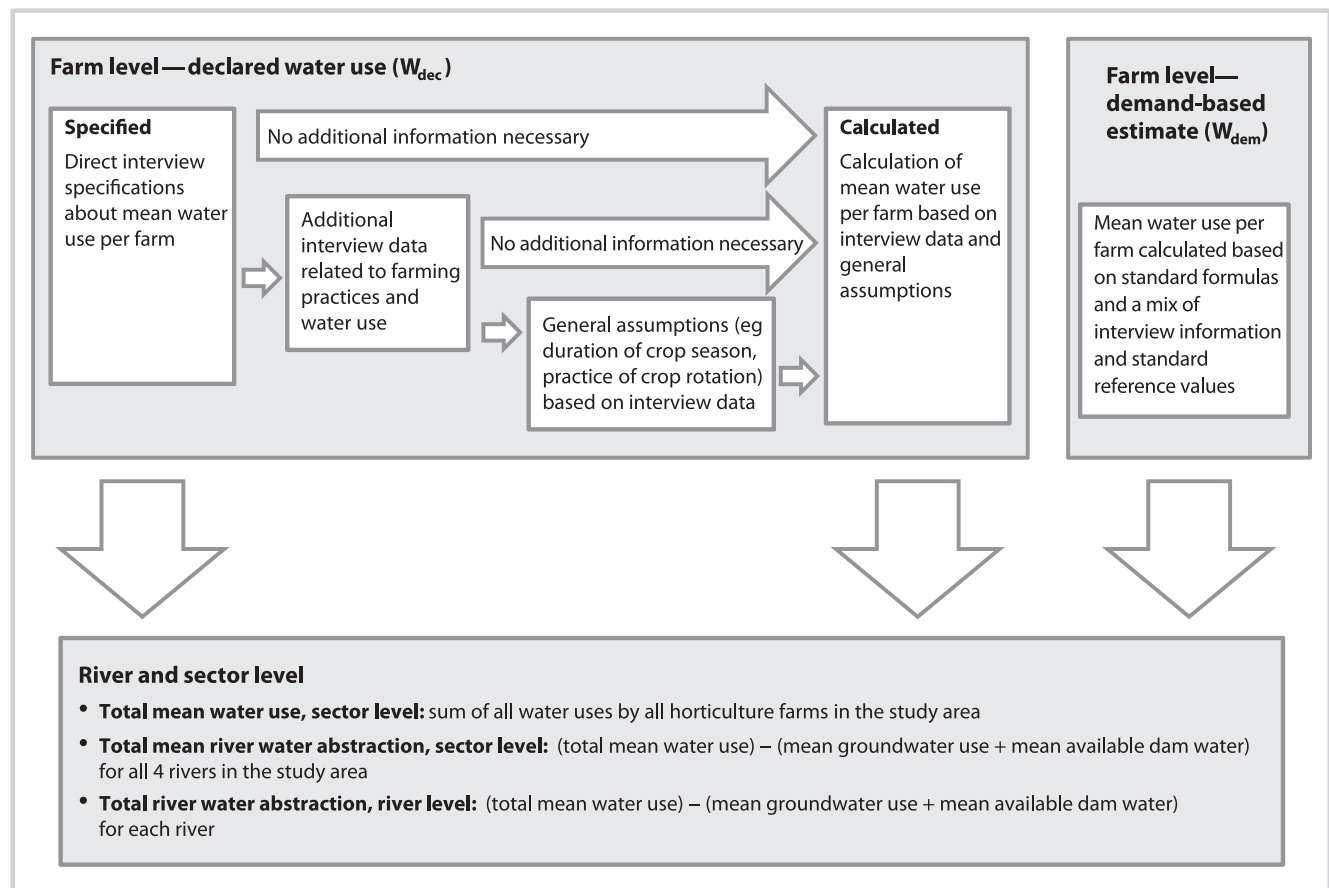 Farm level—declared water use (Wdec)
Specified
Direct interview
specifications
about mean water
use per farm
No additional information necessary
Additional
interview data
related to farming
practices and
water use
No additional information necessary
General assumptions (eg
duration of crop season,
practice of crop rotation)
based on interview data
Calculated
Calculation of
mean water use
per farm based on
interview data and
general
assumptions
Farm level—
demand-based
estimate (Wdem)
Mean water use per
farm calculated based
on standard formulas
and a mix of
interview information
and standard
reference values
River and sector level
• Total mean water use, sector level: sum of all water uses by all horticulture farms in the study area
• Total mean river water abstraction, sector level: (total mean water use) – (mean groundwater use + mean available dam water)
for all 4 rivers in the study area
• Total river water abstraction, river level: (total mean water use) – (mean groundwater use + mean available dam water)
for each river